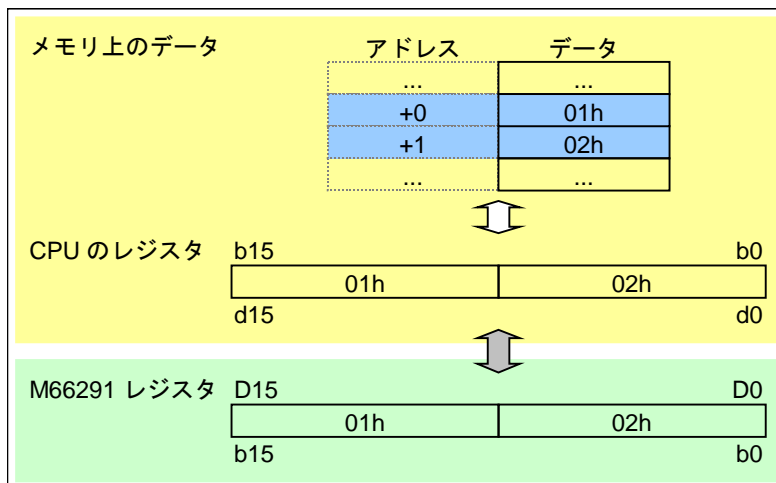 メモリ上のデータ
アドレス データ
... ...
+0 01h
+1 02h
... ...
CPU のレジスタ b15 b0
01h 02h
d15 d0
M66291 レジスタ D15 D0
01h 02h
b15 b0